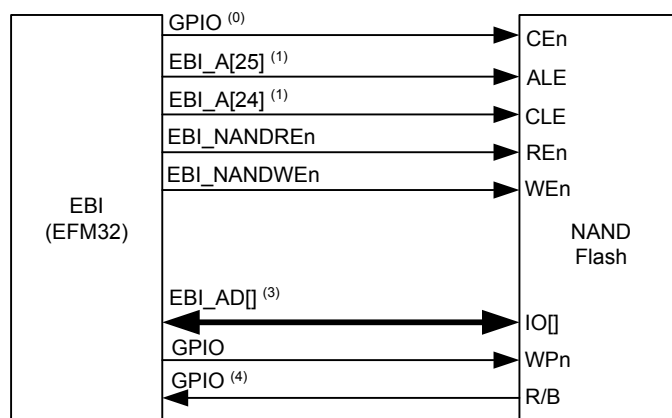 GPIO (0)
CEn
EBI_A[25] (1)
ALE
EBI_A[24] (1)
CLE
EBI_NANDREn
REn
EBI_NANDWEn
WEn
EBI
(EFM32)
NAND
Flash
EBI_AD[] (3)
IO[]
GPIO
WPn
GPIO (4)
R/B